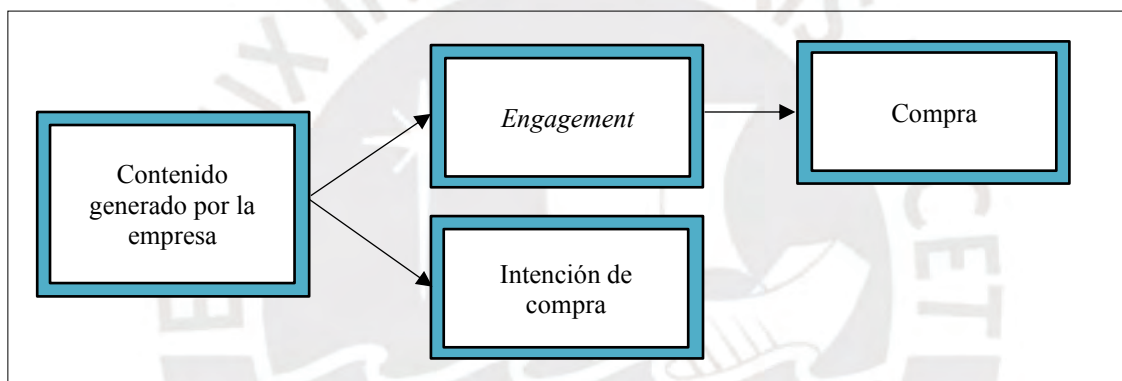 Engagement
Compra
Contenido
generado por la
empresa
Intención de
compra